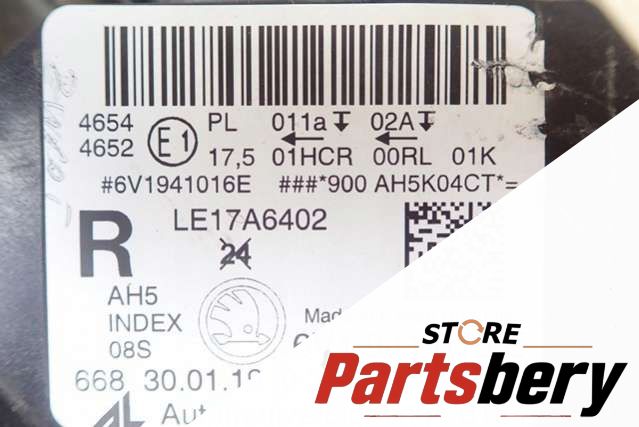 4654 PL 011a 02A
4652 E1 17,5 01HCR 00RL 01K
#6V1941016E ###*900 AH5K04CT*=
R LE17A6402
24
AH5
INDEX Mad
08S
668 30.01.1
STORE
Partsbery